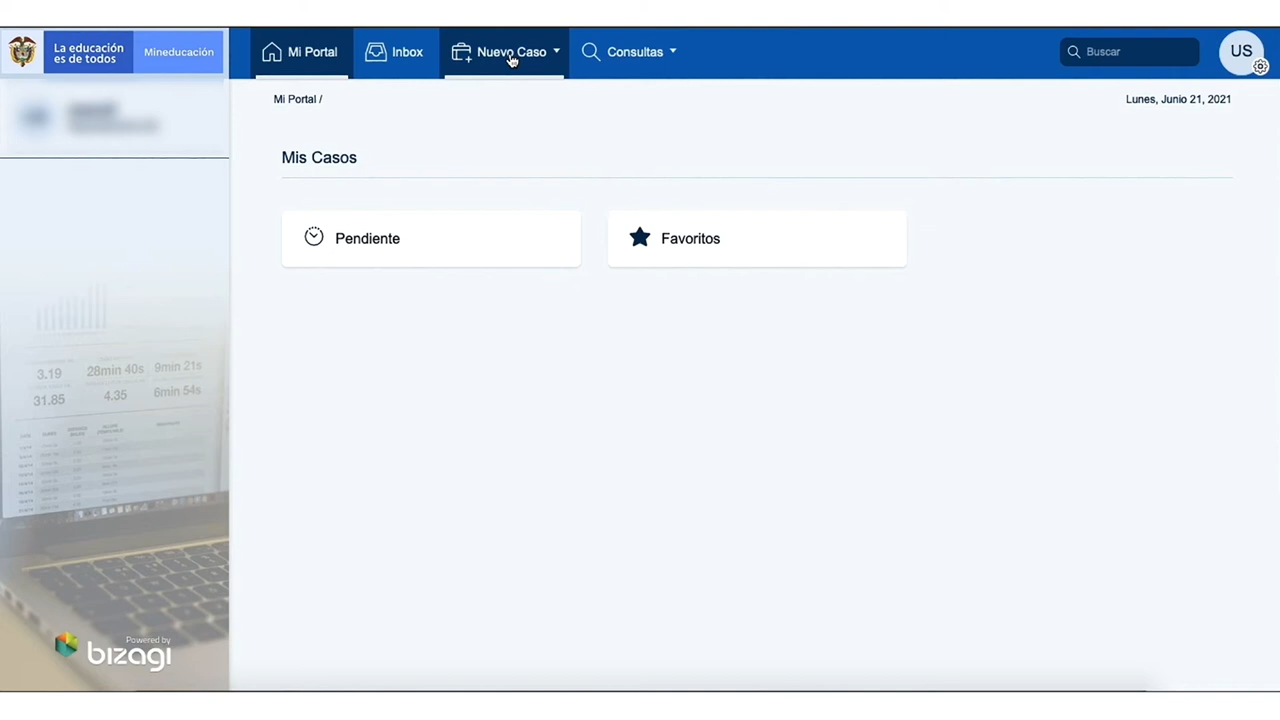 La educación
es de todos
Mineducación
Mi Portal
Inbox
Nuevo Caso
Consultas
Buscar
US
Mi Portal /
Lunes, Junio 21, 2021
Mis Casos
Pendiente
Favoritos
3.19
28min 40s
9min 21s
31.85
4.35
6min 54s
Powered by
bizagi